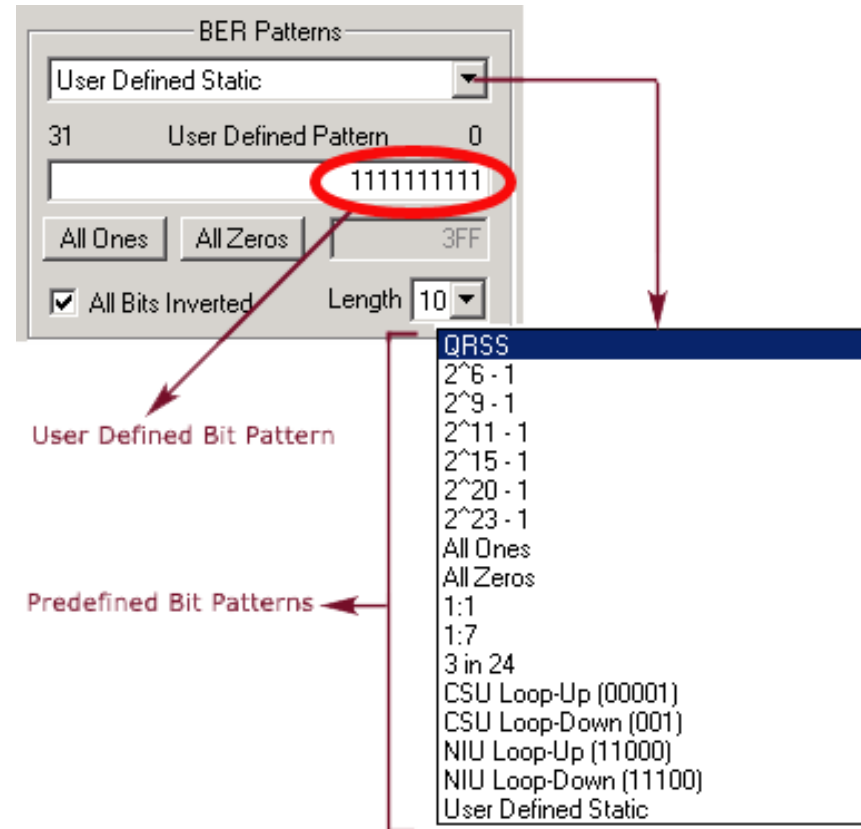 BER Patterns
User Defined Static
31 User Defined Pattern 0
1111111111
All Ones All Zeros 3FF
All Bits Inverted Length 10
User Defined Bit Pattern
Predefined Bit Patterns
QRSS
2^6 - 1
2^9 - 1
2^11 - 1
2^15 - 1
2^20 - 1
2^23 - 1
All Ones
All Zeros
1:1
1:7
3 in 24
CSU Loop-Up (00001)
CSU Loop-Down (001)
NIU Loop-Up (11000)
NIU Loop-Down (11100)
User Defined Static